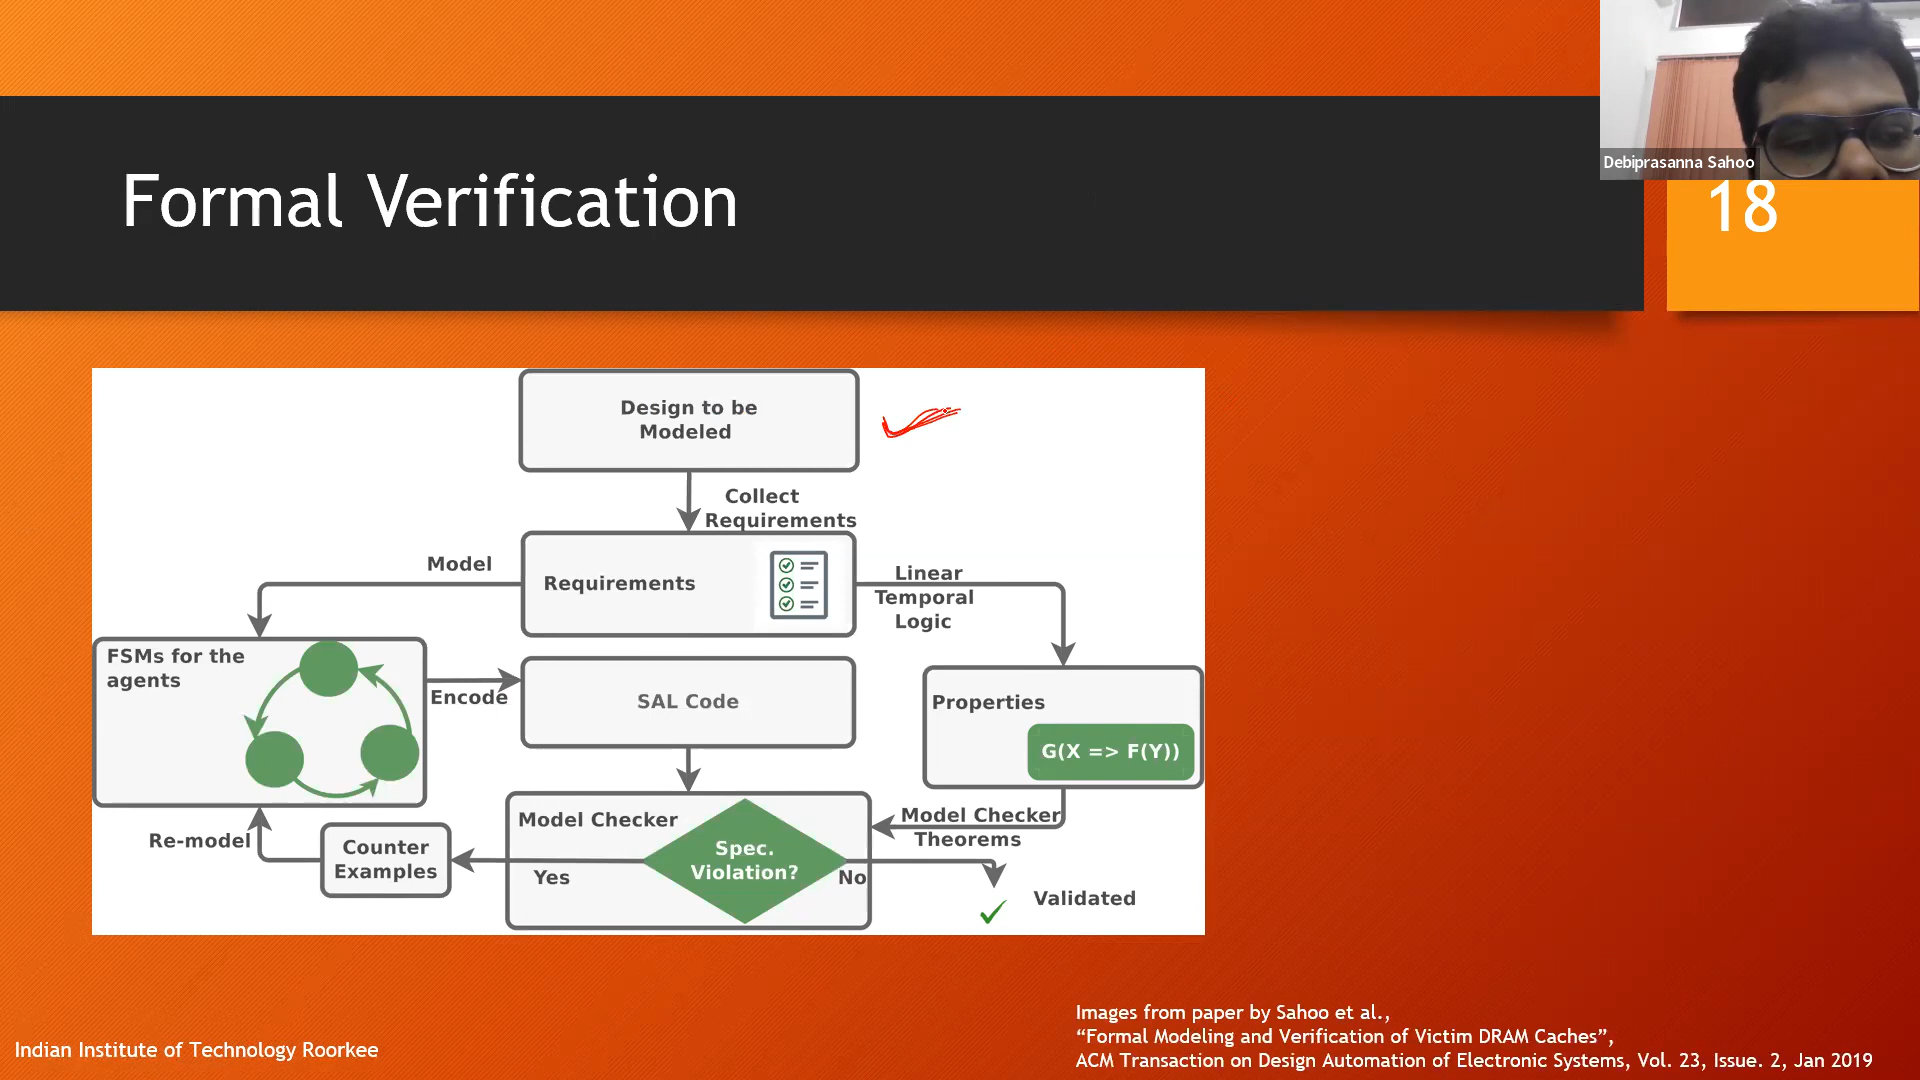 Debiprasanna Sahoo
Formal Verification
18
Design to be
Modeled
Collect
Requirements
Model
Requirements
Linear
Temporal
Logic
FSMs for the
agents
Encode
SAL Code
Properties
G(X => F(Y))
Model Checker
Theorems
Model Checker
Spec.
Violation?
Yes
No
Re-model
Counter
Examples
Validated
Images from paper by Sahoo et al.,
“Formal Modeling and Verification of Victim DRAM Caches”,
ACM Transaction on Design Automation of Electronic Systems, Vol. 23, Issue. 2, Jan 2019
Indian Institute of Technology Roorkee